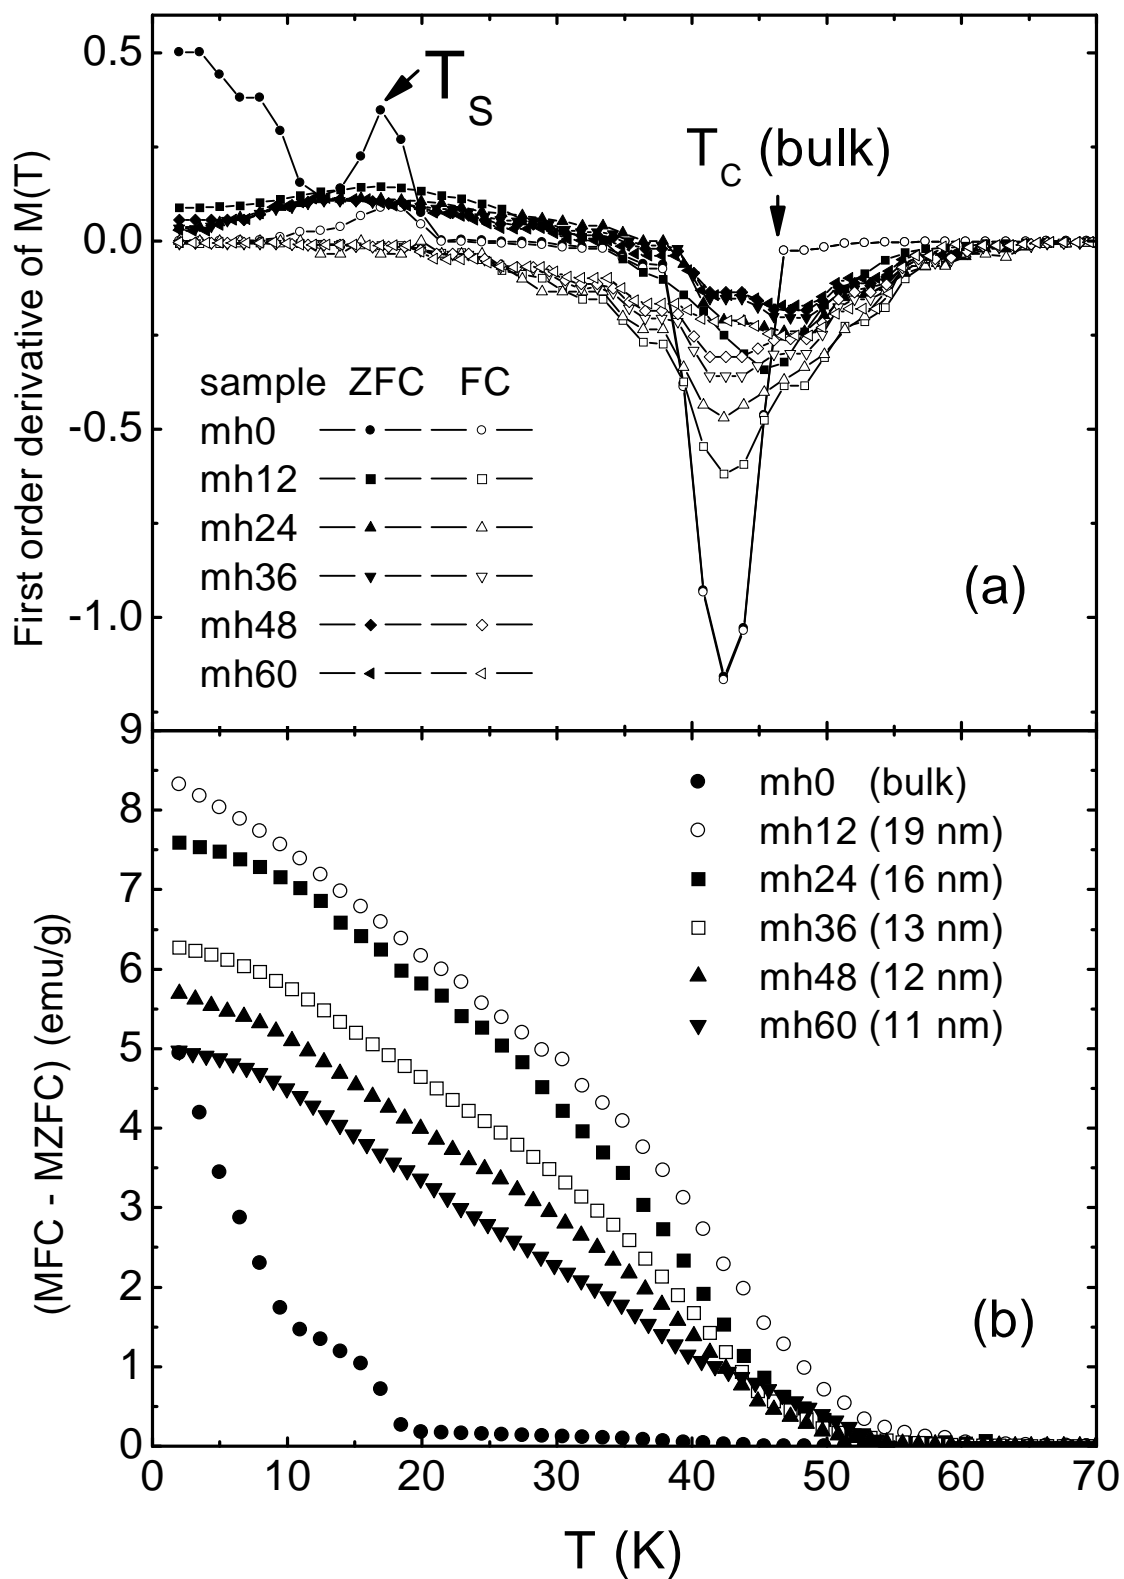 First order derivative of M(T)
0.5
0.0
-0.5
-1.0
T_S
T_C (bulk)
sample ZFC FC
mh0
mh12
mh24
mh36
mh48
mh60
(a)
(MFC - MZFC) (emu/g)
9
8
7
6
5
4
3
2
1
0
mh0 (bulk)
mh12 (19 nm)
mh24 (16 nm)
mh36 (13 nm)
mh48 (12 nm)
mh60 (11 nm)
(b)
0 10 20 30 40 50 60 70
T (K)